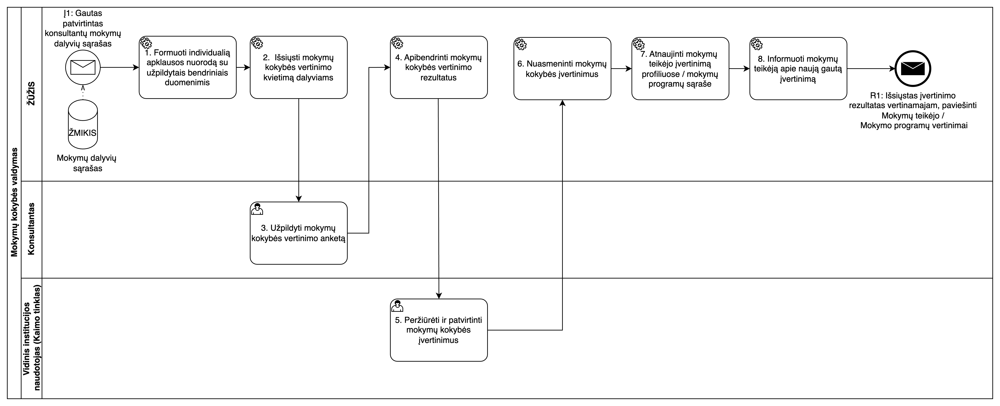 Mokymų kokybės valdymas
ŽŪŽIS
Į1: Gautas
patvirtintas
konsultantų mokymų
dalyvių sąrašas
ŽMIKIS
Mokymų dalyvių
sąrašas
1. Formuoti individualią
apklausos nuorodą su
užpildytais bendriniais
duomenimis
2. Išsiųsti mokymų
kokybės vertinimo
kvietimą dalyviams
4. Apibendrinti mokymų
kokybės vertinimo
rezultatus
6. Nuasmeninti mokymų
kokybės įvertinimus
7. Atnaujinti mokymų
teikėjo įvertinimą
profiliuose / mokymų
programų sąraše
8. Informuoti mokymų
teikėją apie naują gautą
įvertinimą
R1: Išsiųstas įvertinimo
rezultatas vertinamajam, paviešinti
Mokymų teikėjo /
Mokymo programų vertinimai
Konsultantas
3. Užpildyti mokymų
kokybės vertinimo anketą
Vidinis institucijos
naudotojas (Kaimo tinklas)
5. Peržiūrėti ir patvirtinti
mokymų kokybės
įvertinimus